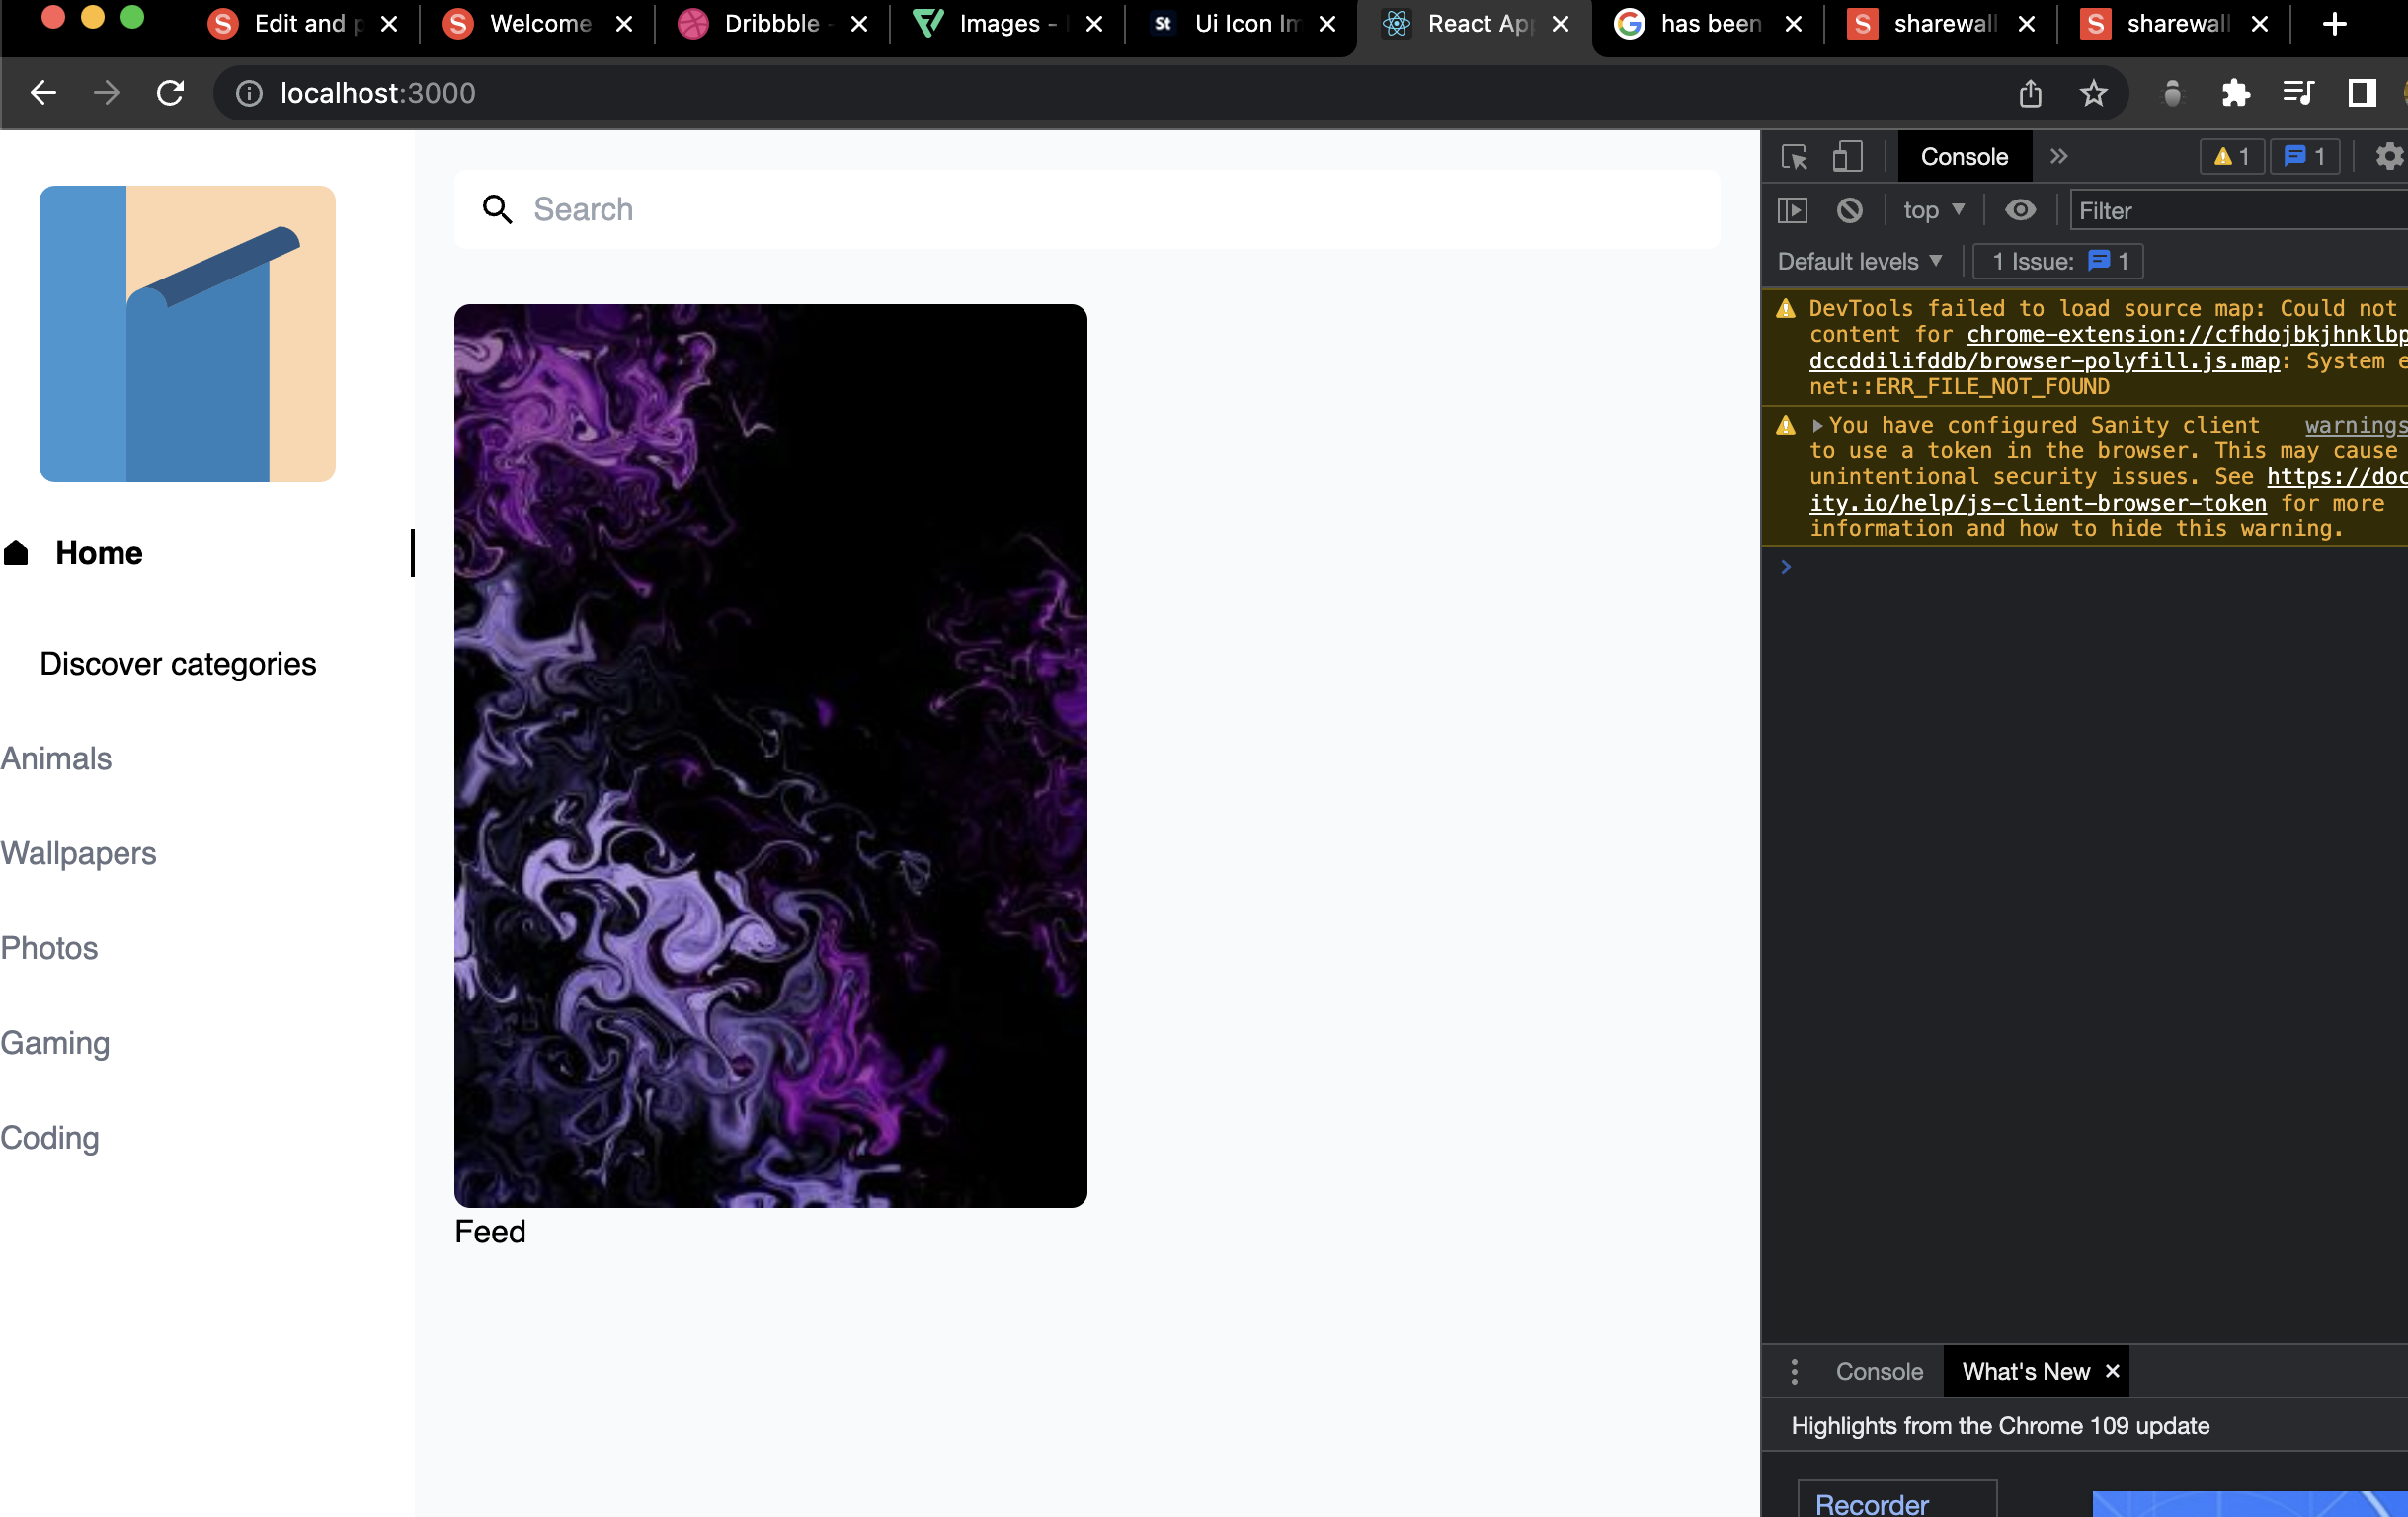 Edit and p
Welcome
Dribbble -
Images -
Ui Icon Im
React App
has been
sharewall
sharewall
localhost:3000
Search
Home
Discover categories
Animals
Wallpapers
Photos
Gaming
Coding
Feed
Console
1
1
top
Filter
Default levels
1 Issue: 1
DevTools failed to load source map: Could not
content for chrome-extension://cfhdojbkjhnklbp
dccddilifddb/browser-polyfill.js.map: System e
net::ERR_FILE_NOT_FOUND
You have configured Sanity client warnings
to use a token in the browser. This may cause
unintentional security issues. See https://doc
ity.io/help/js-client-browser-token for more
information and how to hide this warning.
Console
What's New
Highlights from the Chrome 109 update
Recorder